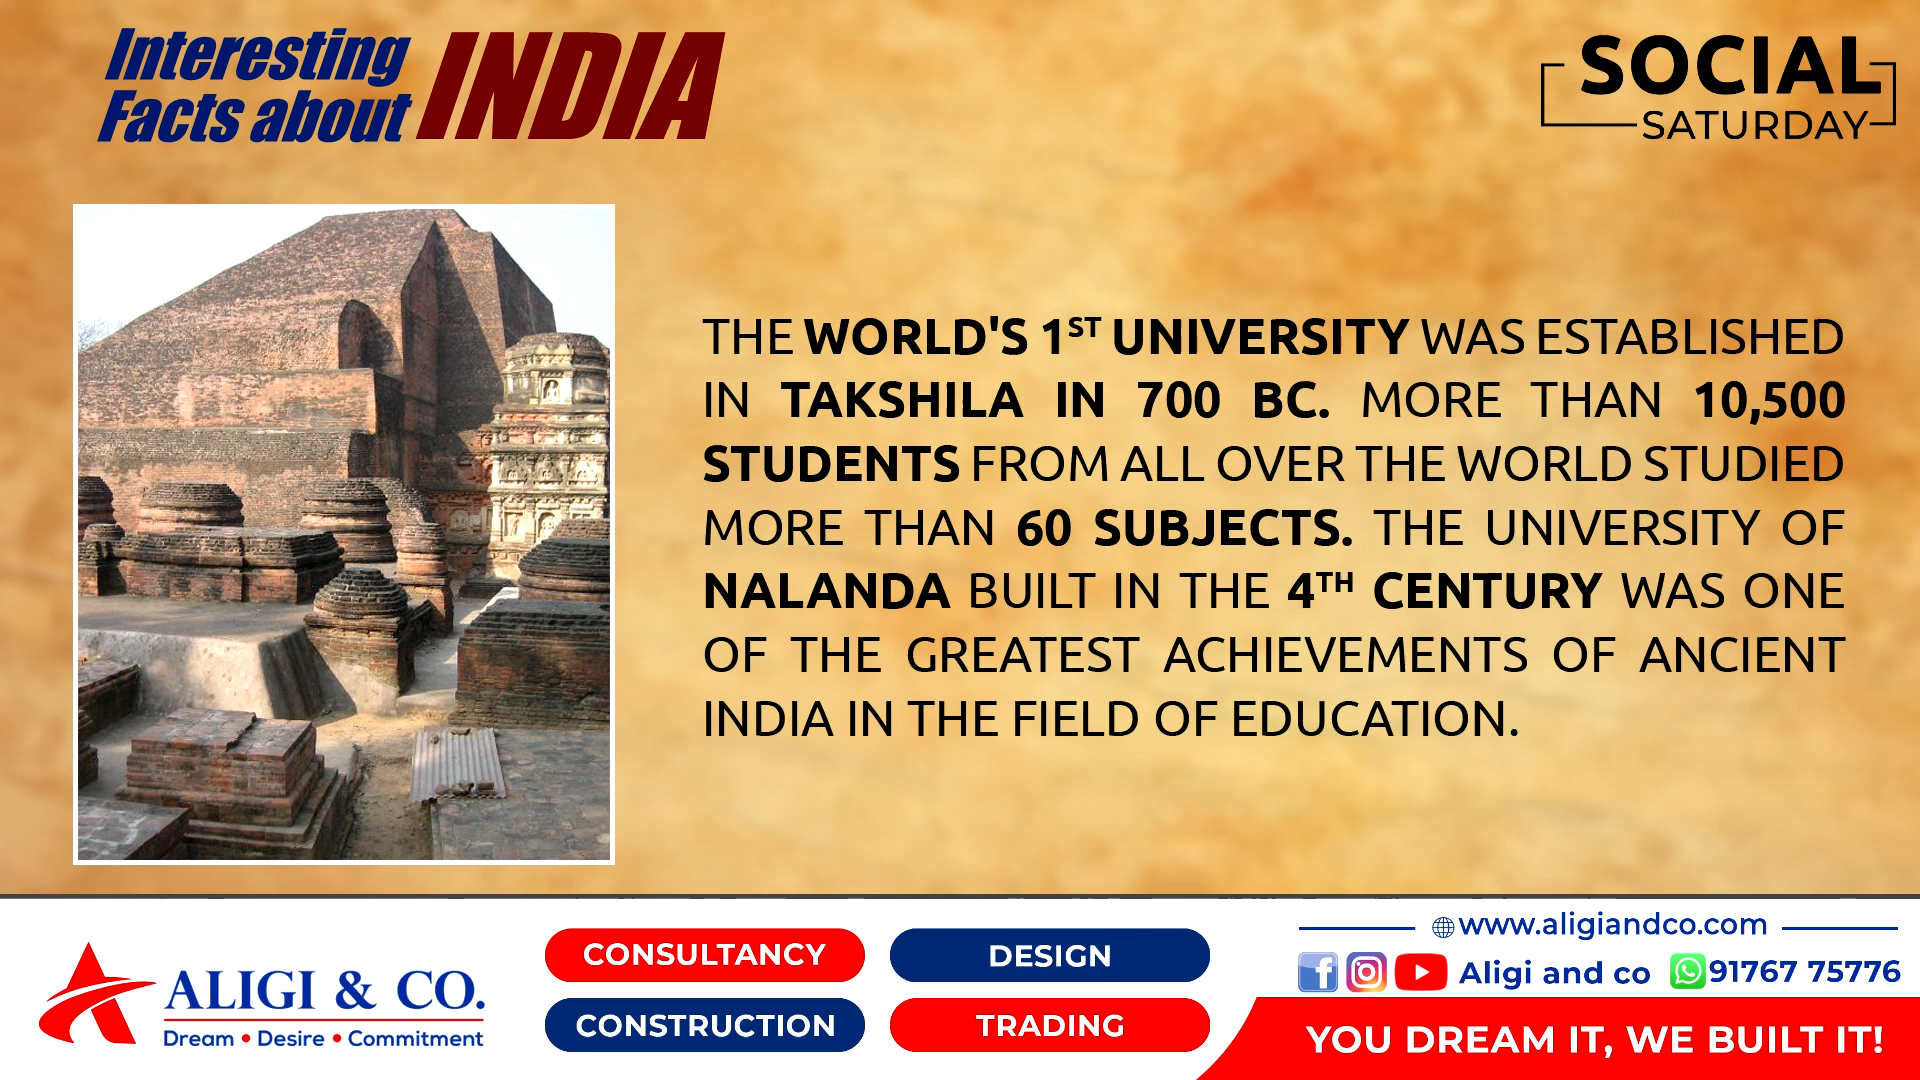 Interesting
Facts about INDIA
SOCIAL
SATURDAY
THE WORLD'S 1ST UNIVERSITY WAS ESTABLISHED
IN TAKSHILA IN 700 BC. MORE THAN 10,500
STUDENTS FROM ALL OVER THE WORLD STUDIED
MORE THAN 60 SUBJECTS. THE UNIVERSITY OF
NALANDA BUILT IN THE 4TH CENTURY WAS ONE
OF THE GREATEST ACHIEVEMENTS OF ANCIENT
INDIA IN THE FIELD OF EDUCATION.
ALIGI & CO.
Dream • Desire • Commitment
CONSULTANCY
DESIGN
CONSTRUCTION
TRADING
www.aligiandco.com
Aligi and co 91767 75776
YOU DREAM IT, WE BUILT IT!